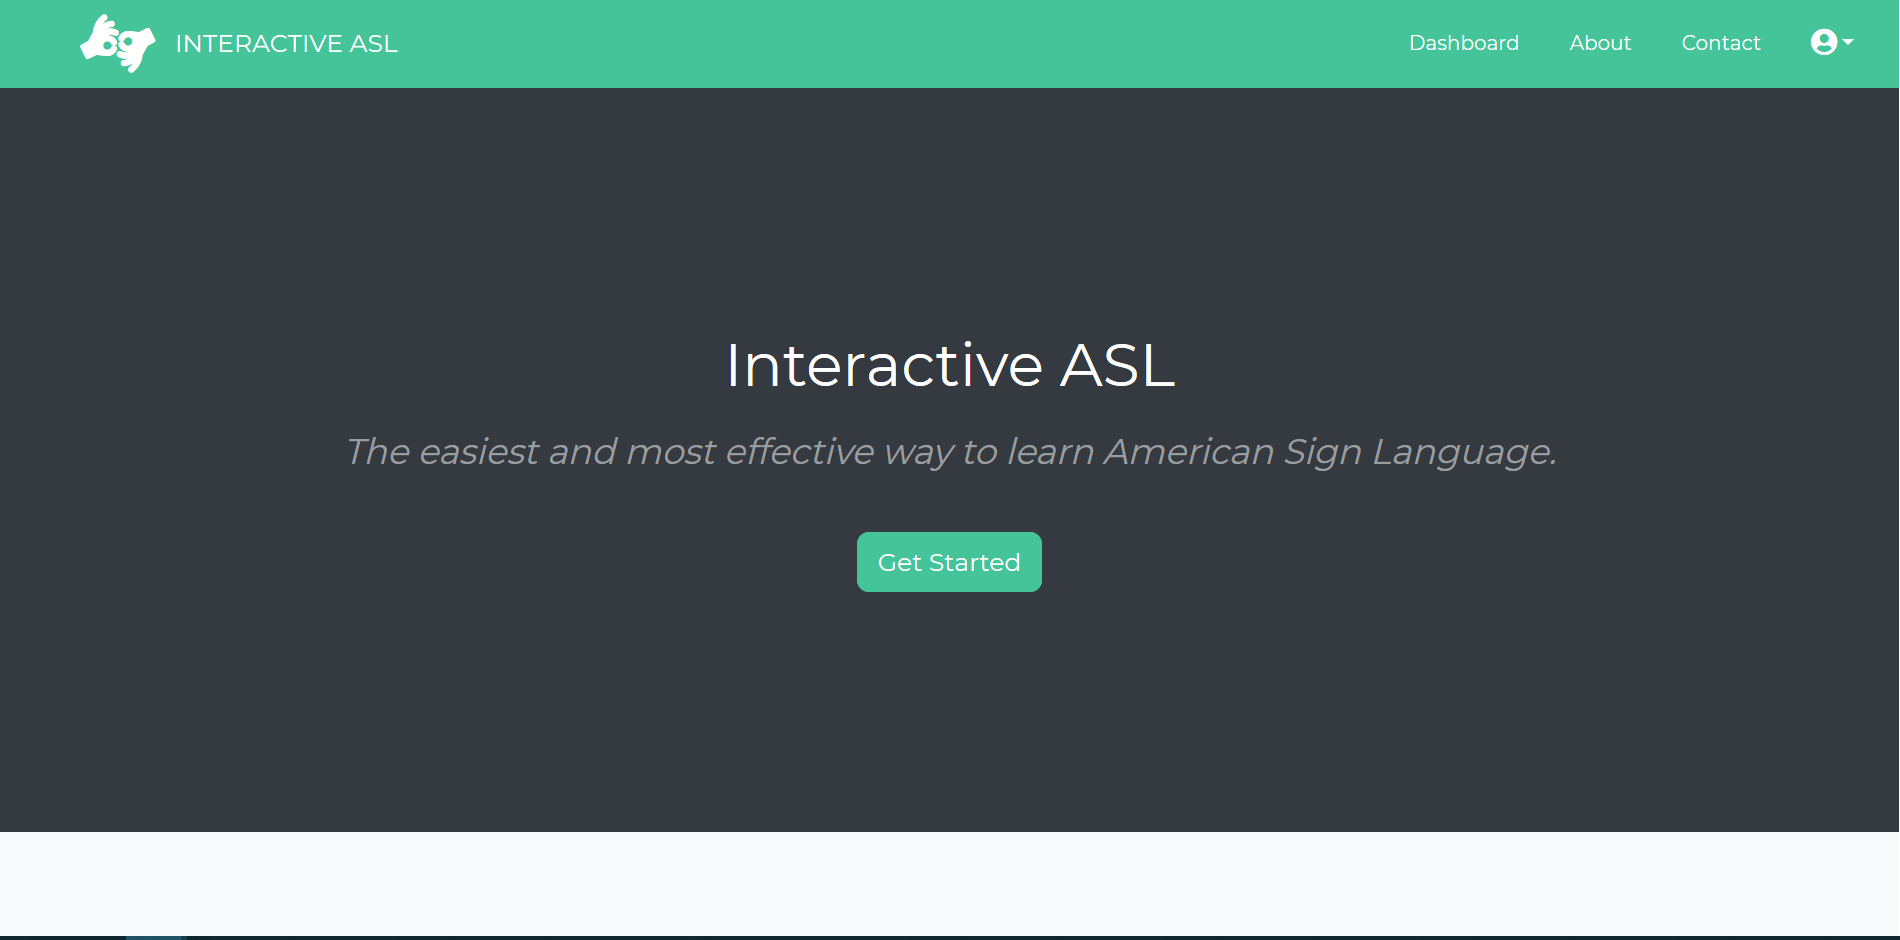 INTERACTIVE ASL
Dashboard
About
Contact
Interactive ASL
The easiest and most effective way to learn American Sign Language.
Get Started